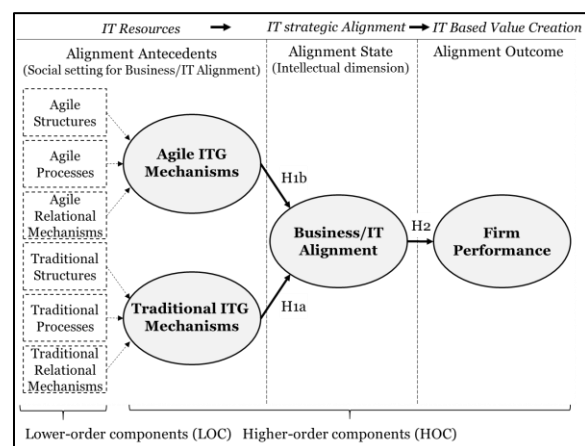 IT Resources
IT strategic Alignment
IT Based Value Creation
Alignment Antecedents
(Social setting for Business/IT Alignment)
Alignment State
(Intellectual dimension)
Alignment Outcome
Agile
Structures
Agile
Processes
Agile
Relational
Mechanisms
Traditional
Structures
Traditional
Processes
Traditional
Relational
Mechanisms
Agile ITG
Mechanisms
Traditional ITG
Mechanisms
H1b
H1a
Business/IT
Alignment
H2
Firm
Performance
Lower-order components (LOC)
Higher-order components (HOC)